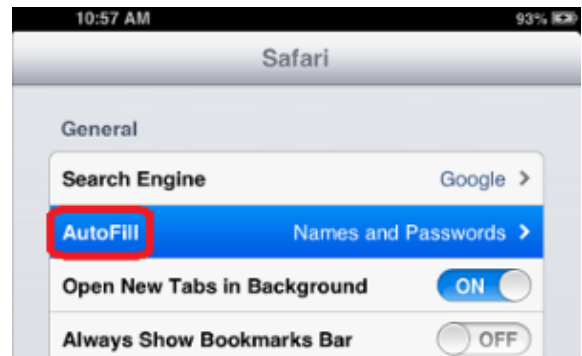 10:57 AM 93%
Safari
General
Search Engine Google
AutoFill Names and Passwords
Open New Tabs in Background ON
Always Show Bookmarks Bar OFF